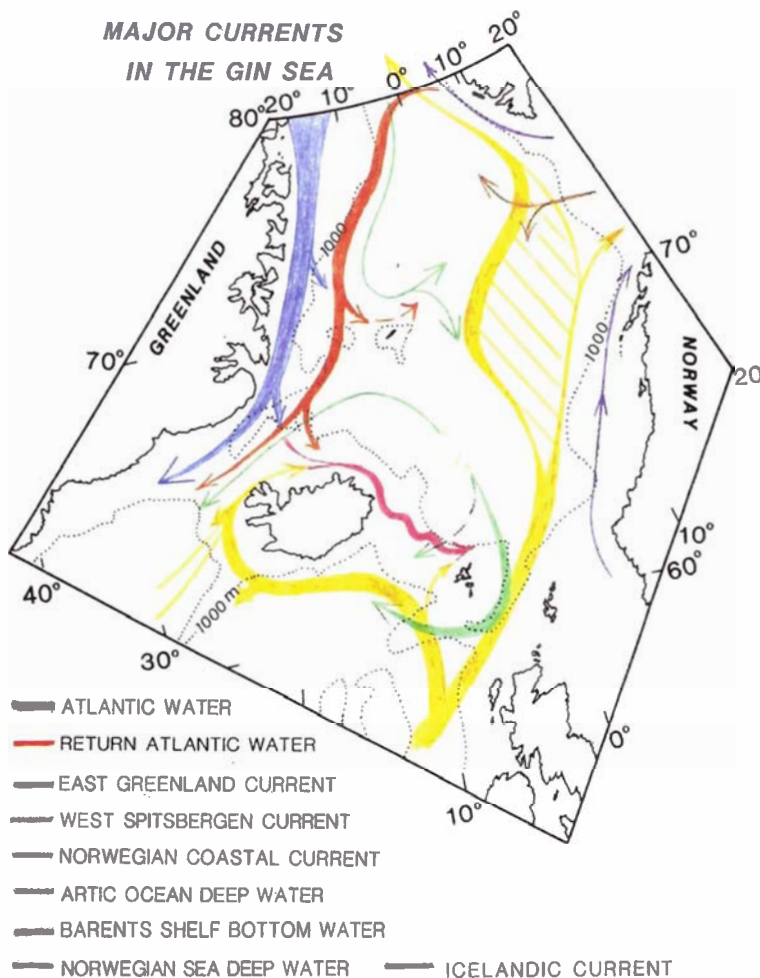 MAJOR CURRENTS
IN THE GIN SEA
20°
10°
0°
10°
20°
80°
1000
GREENLAND
70°
70°
1000
NORWAY
20
10°
60°
40°
1000 m
30°
0°
10°
ATLANTIC WATER
RETURN ATLANTIC WATER
EAST GREENLAND CURRENT
WEST SPITSBERGEN CURRENT
NORWEGIAN COASTAL CURRENT
ARTIC OCEAN DEEP WATER
BARENTS SHELF BOTTOM WATER
NORWEGIAN SEA DEEP WATER
ICELANDIC CURRENT